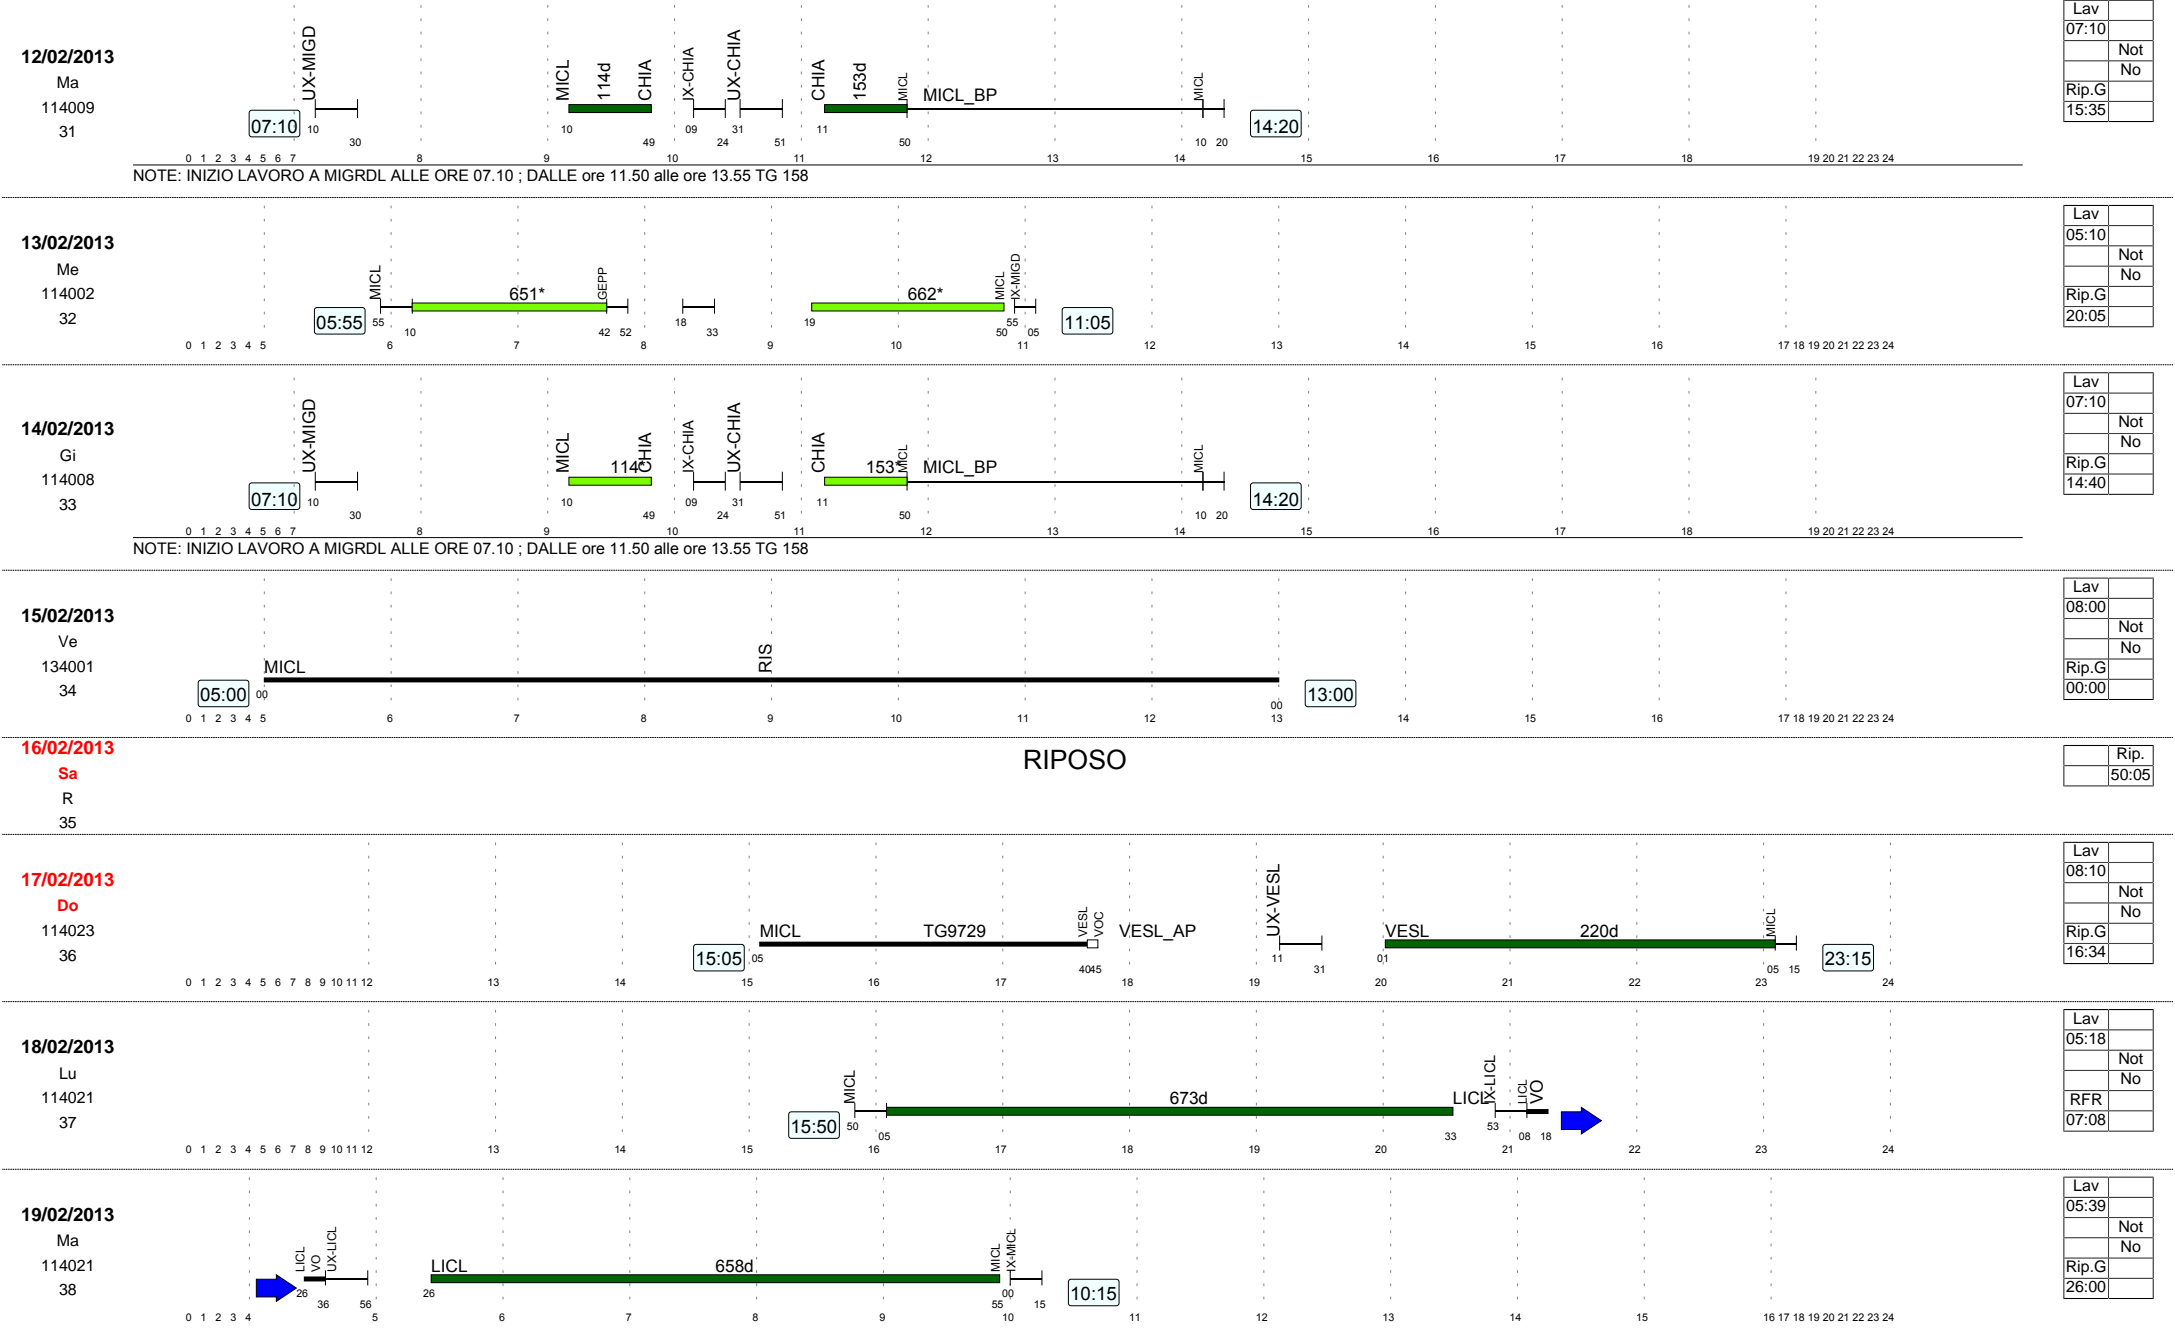 12/02/2013
Ma
114009
31
07:10
UX-MIGD
10
30
MICL
114d
CHIA
10
49
IX-CHIA
09
24
UX-CHIA
31
51
CHIA
153d
MICL
11
50
MICL_BP
MICL
10 20
14:20
0 1 2 3 4 5 6 7 8 9 10 11 12 13 14 15 16 17 18 19 20 21 22 23 24
NOTE: INIZIO LAVORO A MIGRDL ALLE ORE 07.10 ; DALLE ore 11.50 alle ore 13.55 TG 158
Lav
07:10
Not
No
Rip.G
15:35
13/02/2013
Me
114002
32
05:55
MICL
55
10
651*
GEPP
42 52
18
33
19
662*
MICL
50
IX-MIGD
55
05
11:05
0 1 2 3 4 5 6 7 8 9 10 11 12 13 14 15 16 17 18 19 20 21 22 23 24
Lav
05:10
Not
No
Rip.G
20:05
14/02/2013
Gi
114008
33
07:10
UX-MIGD
10
30
MICL
114*
CHIA
10
49
IX-CHIA
09
24
UX-CHIA
31
51
CHIA
153*
MICL
11
50
MICL_BP
MICL
10 20
14:20
0 1 2 3 4 5 6 7 8 9 10 11 12 13 14 15 16 17 18 19 20 21 22 23 24
NOTE: INIZIO LAVORO A MIGRDL ALLE ORE 07.10 ; DALLE ore 11.50 alle ore 13.55 TG 158
Lav
07:10
Not
No
Rip.G
14:40
15/02/2013
Ve
134001
34
05:00
00
MICL
RIS
00
13:00
0 1 2 3 4 5 6 7 8 9 10 11 12 13 14 15 16 17 18 19 20 21 22 23 24
Lav
08:00
Not
No
Rip.G
00:00
16/02/2013
Sa
R
35
RIPOSO
Rip.
50:05
17/02/2013
Do
114023
36
15:05
05
MICL
TG9729
VESL
VOC
4045
VESL_AP
UX-VESL
11
31
VESL
01
220d
MICL
05 15
23:15
0 1 2 3 4 5 6 7 8 9 10 11 12 13 14 15 16 17 18 19 20 21 22 23 24
Lav
08:10
Not
No
Rip.G
16:34
18/02/2013
Lu
114021
37
15:50
MICL
50
05
673d
LICL
33
IX-LICL
53
LICL
VO
08 18
0 1 2 3 4 5 6 7 8 9 10 11 12 13 14 15 16 17 18 19 20 21 22 23 24
Lav
05:18
Not
No
RFR
07:08
19/02/2013
Ma
114021
38
LICL
VO
UX-LICL
26
36
56
LICL
26
658d
MICL
55
IX-MICL
00
15
10:15
0 1 2 3 4 5 6 7 8 9 10 11 12 13 14 15 16 17 18 19 20 21 22 23 24
Lav
05:39
Not
No
Rip.G
26:00